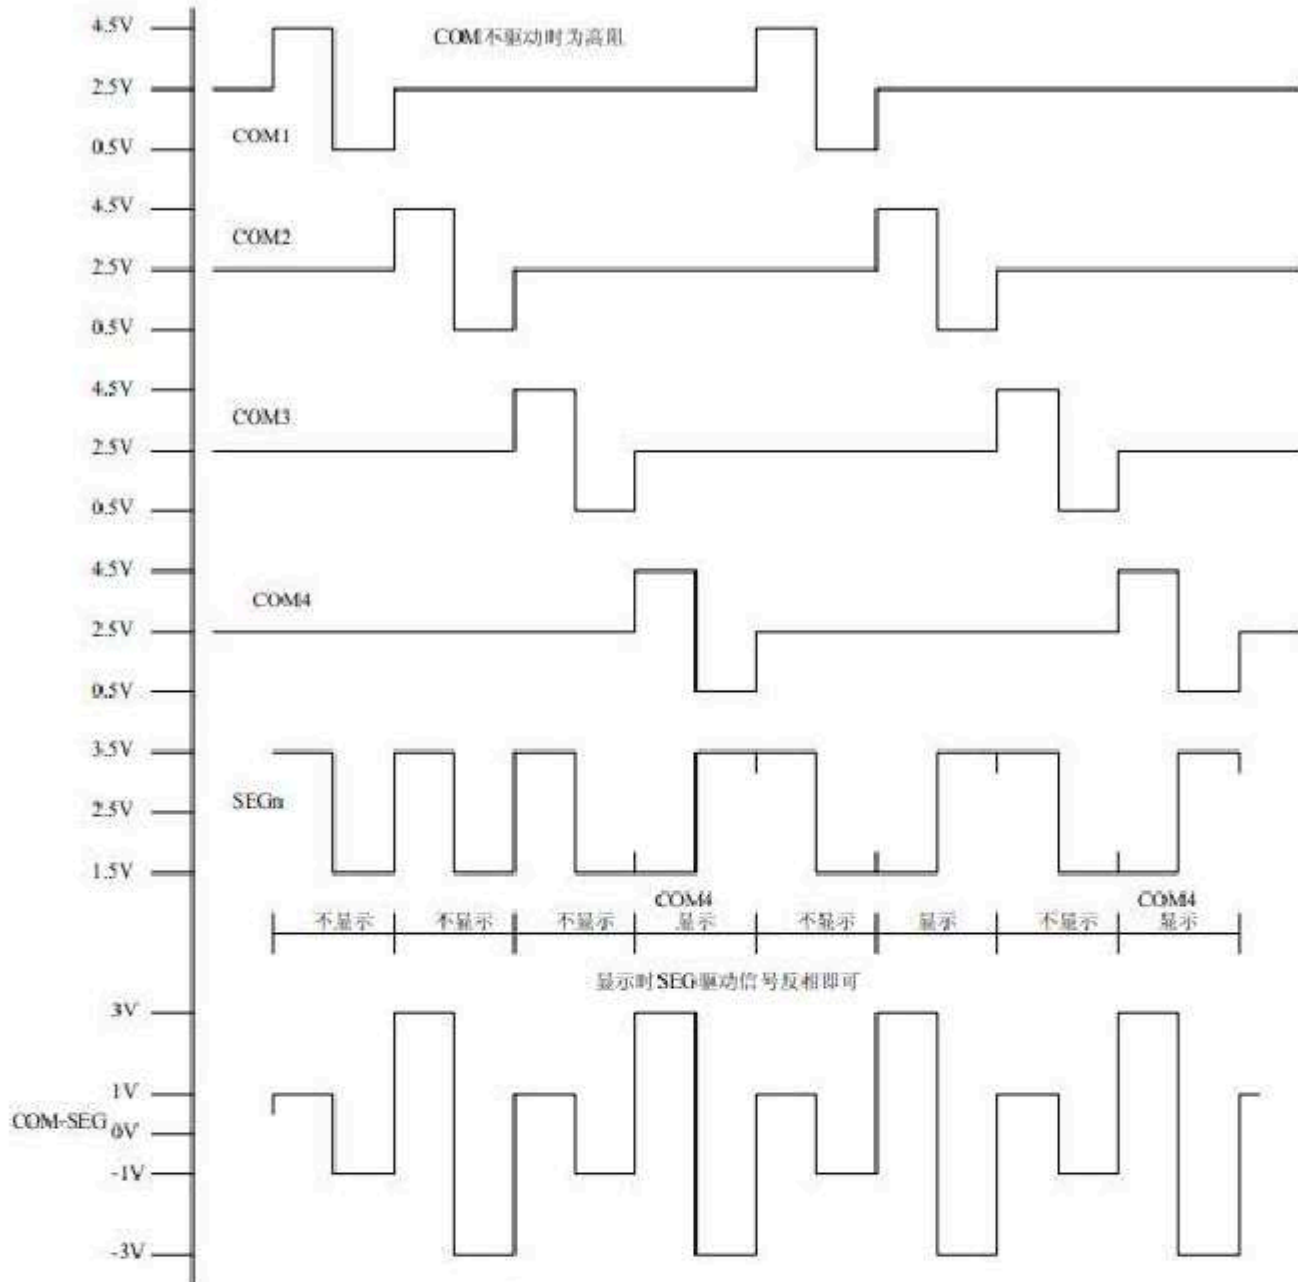 4.5V
COM不驱动时为高阻
2.5V
COM1
0.5V
4.5V
COM2
2.5V
0.5V
4.5V
COM3
2.5V
0.5V
4.5V
COM4
2.5V
0.5V
3.5V
SEGn
2.5V
1.5V
COM4 COM4
不显示 不显示 不显示 显示 不显示 显示 不显示 显示
显示时SEG驱动信号反相即可
3V
1V
COM-SEG 0V
-1V
-3V